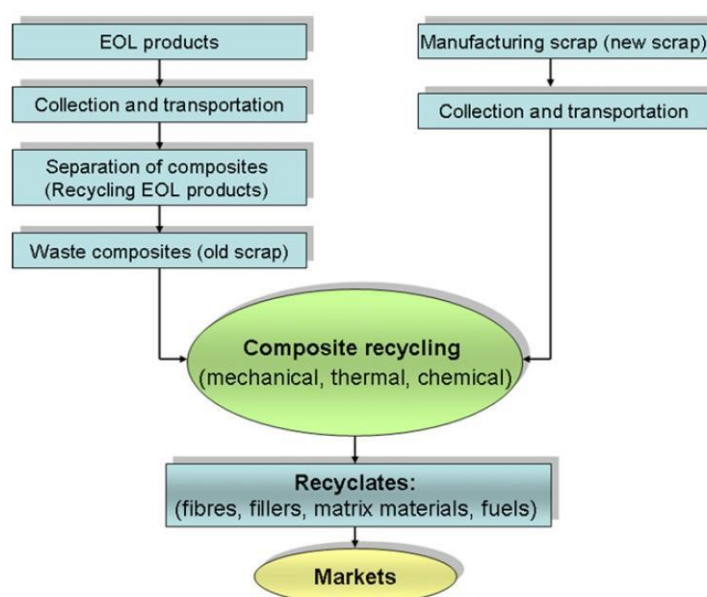 EOL products
Collection and transportation
Separation of composites
(Recycling EOL products)
Waste composites (old scrap)
Manufacturing scrap (new scrap)
Collection and transportation
Composite recycling
(mechanical, thermal, chemical)
Recyclates:
(fibres, fillers, matrix materials, fuels)
Markets